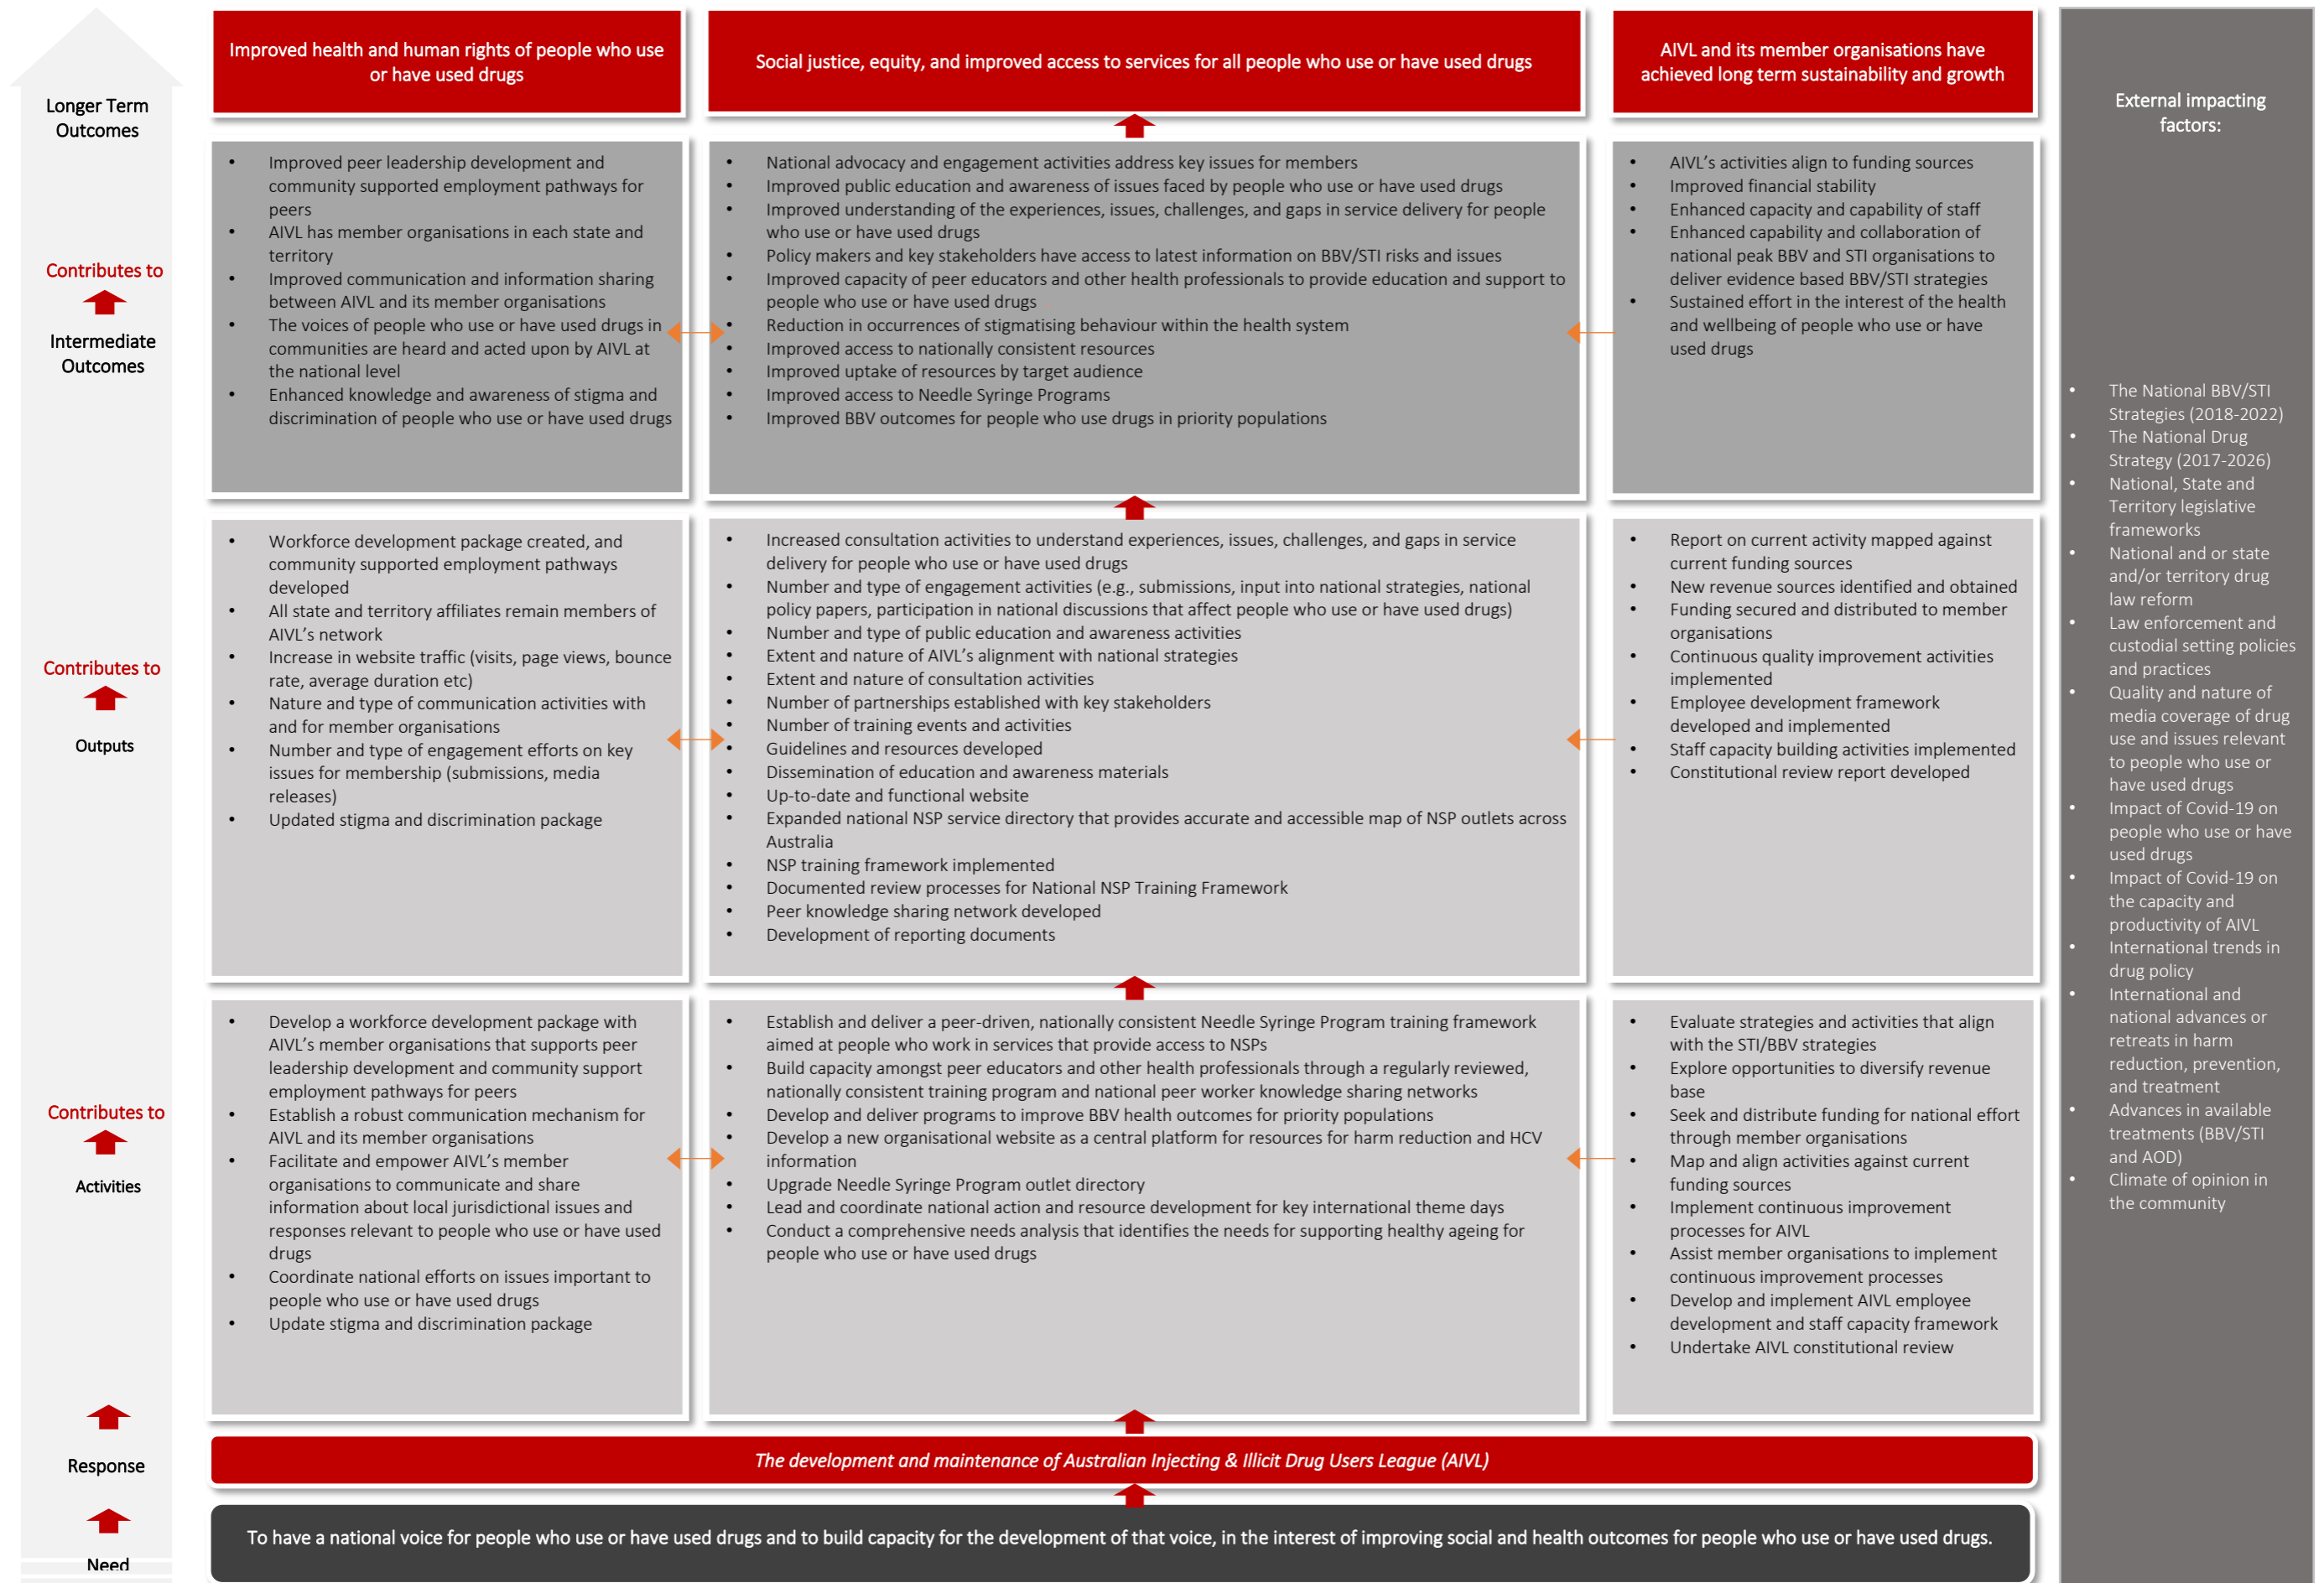 Longer Term
Outcomes
Contributes to
Intermediate
Outcomes
Contributes to
Outputs
Contributes to
Activities
Response
Need
Improved health and human rights of people who use
or have used drugs
Social justice, equity, and improved access to services for all people who use or have used drugs
AIVL and its member organisations have
achieved long term sustainability and growth
• Improved peer leadership development and
community supported employment pathways for
peers
• AIVL has member organisations in each state and
territory
• Improved communication and information sharing
between AIVL and its member organisations
• The voices of people who use or have used drugs in
communities are heard and acted upon by AIVL at
the national level
• Enhanced knowledge and awareness of stigma and
discrimination of people who use or have used drugs
• National advocacy and engagement activities address key issues for members
• Improved public education and awareness of issues faced by people who use or have used drugs
• Improved understanding of the experiences, issues, challenges, and gaps in service delivery for people
who use or have used drugs
• Policy makers and key stakeholders have access to latest information on BBV/STI risks and issues
• Improved capacity of peer educators and other health professionals to provide education and support to
people who use or have used drugs
• Reduction in occurrences of stigmatising behaviour within the health system
• Improved access to nationally consistent resources
• Improved uptake of resources by target audience
• Improved access to Needle Syringe Programs
• Improved BBV outcomes for people who use drugs in priority populations
• AIVL's activities align to funding sources
• Improved financial stability
• Enhanced capacity and capability of staff
• Enhanced capability and collaboration of
national peak BBV and STI organisations to
deliver evidence based BBV/STI strategies
• Sustained effort in the interest of the health
and wellbeing of people who use or have
used drugs
• Workforce development package created, and
community supported employment pathways
developed
• All state and territory affiliates remain members of
AIVL's network
• Increase in website traffic (visits, page views, bounce
rate, average duration etc)
• Nature and type of communication activities with
and for member organisations
• Number and type of engagement efforts on key
issues for membership (submissions, media
releases)
• Updated stigma and discrimination package
• Increased consultation activities to understand experiences, issues, challenges, and gaps in service
delivery for people who use or have used drugs
• Number and type of engagement activities (e.g., submissions, input into national strategies, national
policy papers, participation in national discussions that affect people who use or have used drugs)
• Number and type of public education and awareness activities
• Extent and nature of AIVL's alignment with national strategies
• Extent and nature of consultation activities
• Number of partnerships established with key stakeholders
• Number of training events and activities
• Guidelines and resources developed
• Dissemination of education and awareness materials
• Up-to-date and functional website
• Expanded national NSP service directory that provides accurate and accessible map of NSP outlets across
Australia
• NSP training framework implemented
• Documented review processes for National NSP Training Framework
• Peer knowledge sharing network developed
• Development of reporting documents
• Report on current activity mapped against
current funding sources
• New revenue sources identified and obtained
• Funding secured and distributed to member
organisations
• Continuous quality improvement activities
implemented
• Employee development framework
developed and implemented
• Staff capacity building activities implemented
• Constitutional review report developed
• Develop a workforce development package with
AIVL's member organisations that supports peer
leadership development and community support
employment pathways for peers
• Establish a robust communication mechanism for
AIVL and its member organisations
• Facilitate and empower AIVL's member
organisations to communicate and share
information about local jurisdictional issues and
responses relevant to people who use or have used
drugs
• Coordinate national efforts on issues important to
people who use or have used drugs
• Update stigma and discrimination package
• Establish and deliver a peer-driven, nationally consistent Needle Syringe Program training framework
aimed at people who work in services that provide access to NSPs
• Build capacity amongst peer educators and other health professionals through a regularly reviewed,
nationally consistent training program and national peer worker knowledge sharing networks
• Develop and deliver programs to improve BBV health outcomes for priority populations
• Develop a new organisational website as a central platform for resources for harm reduction and HCV
information
• Upgrade Needle Syringe Program outlet directory
• Lead and coordinate national action and resource development for key international theme days
• Conduct a comprehensive needs analysis that identifies the needs for supporting healthy ageing for
people who use or have used drugs
• Evaluate strategies and activities that align
with the STI/BBV strategies
• Explore opportunities to diversify revenue
base
• Seek and distribute funding for national effort
through member organisations
• Map and align activities against current
funding sources
• Implement continuous improvement
processes for AIVL
• Assist member organisations to implement
continuous improvement processes
• Develop and implement AIVL employee
development and staff capacity framework
• Undertake AIVL constitutional review
The development and maintenance of Australian Injecting & Illicit Drug Users League (AIVL)
To have a national voice for people who use or have used drugs and to build capacity for the development of that voice, in the interest of improving social and health outcomes for people who use or have used drugs.
External impacting
factors:
• The National BBV/STI
Strategies (2018-2022)
• The National Drug
Strategy (2017-2026)
• National, State and
Territory legislative
frameworks
• National and or state
and/or territory drug
law reform
• Law enforcement and
custodial setting policies
and practices
• Quality and nature of
media coverage of drug
use and issues relevant
to people who use or
have used drugs
• Impact of Covid-19 on
people who use or have
used drugs
• Impact of Covid-19 on
the capacity and
productivity of AIVL
• International trends in
drug policy
• International and
national advances or
retreats in harm
reduction, prevention,
and treatment
• Advances in available
treatments (BBV/STI
and AOD)
• Climate of opinion in
the community